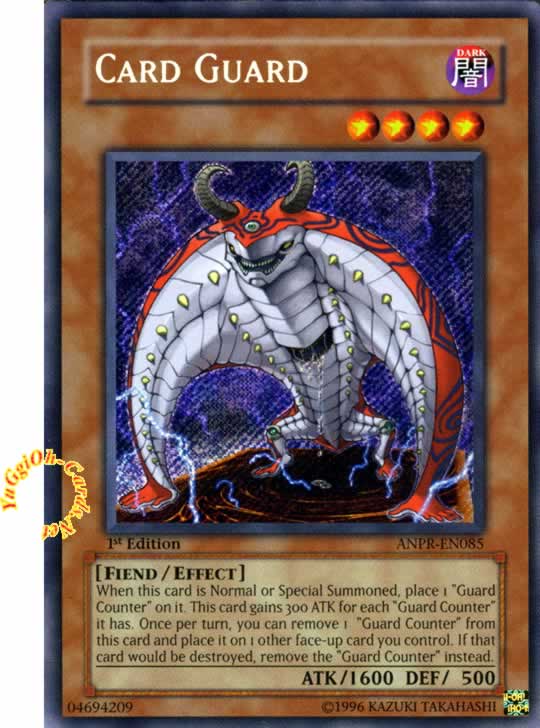 CARD GUARD
DARK
闇
YuGgiOh-Cards.Net
1st Edition
ANPR-EN085
[FIEND / EFFECT]
When this card is Normal or Special Summoned, place 1 "Guard
Counter" on it. This card gains 300 ATK for each "Guard Counter"
it has. Once per turn, you can remove 1 "Guard Counter" from
this card and place it on 1 other face-up card you control. If that
card would be destroyed, remove the "Guard Counter" instead.
ATK/1600 DEF/ 500
04694209
©1996 KAZUKI TAKAHASHI